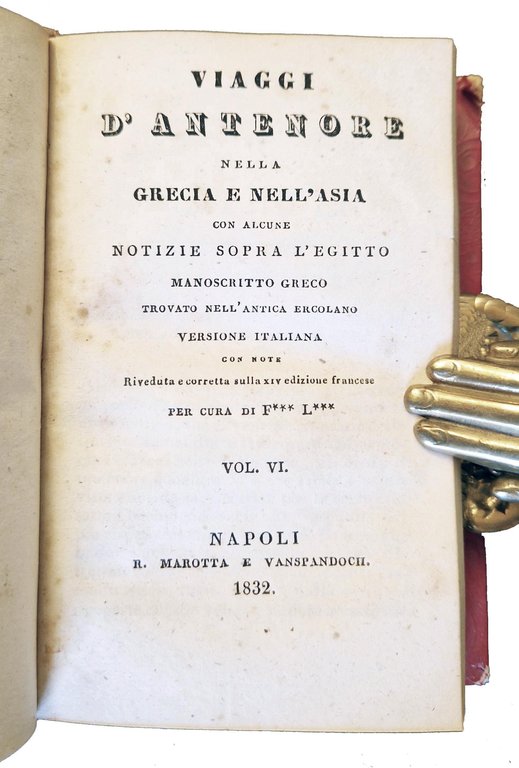 VIAGGI
D' ANTENORE
NELLA
GRECIA E NELL'ASIA
CON ALCUNE
NOTIZIE SOPRA L'EGITTO
MANOSCRITTO GRECO
TROVATO NELL'ANTICA ERCOLANO
VERSIONE ITALIANA
CON NOTE
Riveduta e corretta sulla XIV edizione francese
PER CURA DI F*** L***
VOL. VI.
NAPOLI
R. MAROTTA E VANSPANDOCH.
1832.